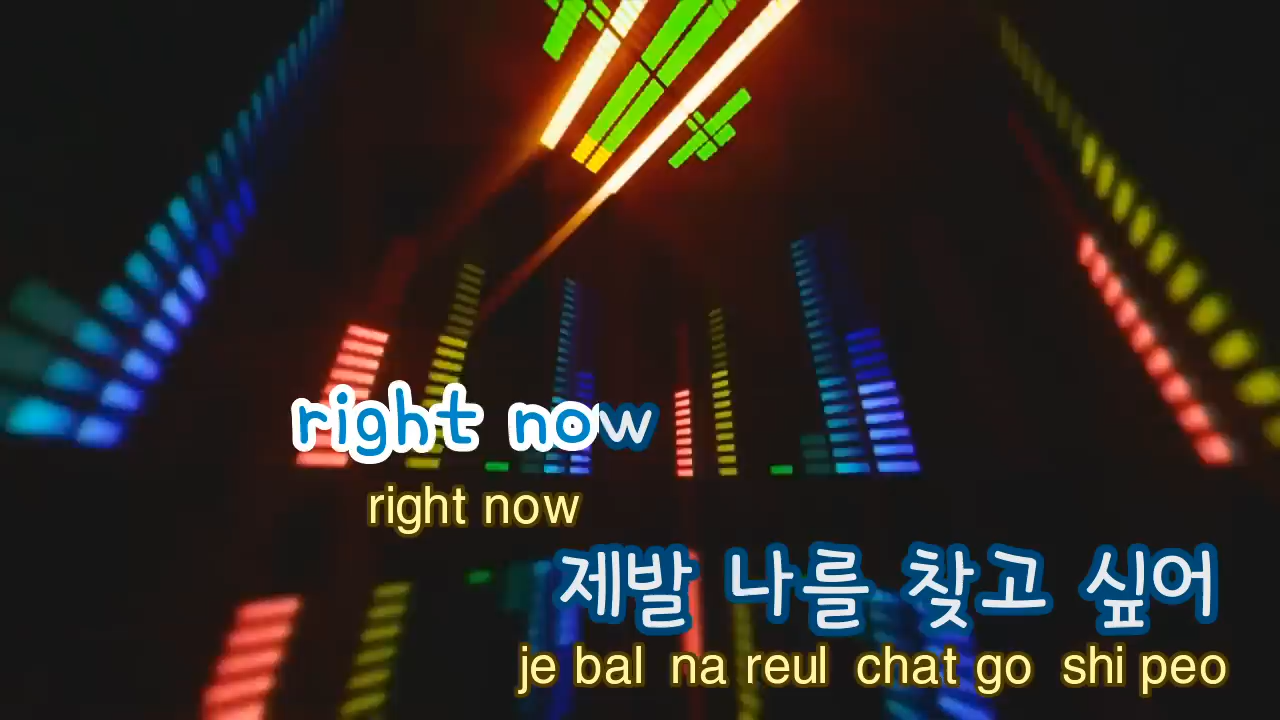 right now
right now
제발 나를 찾고 싶어
je bal na reul chat go shi peo